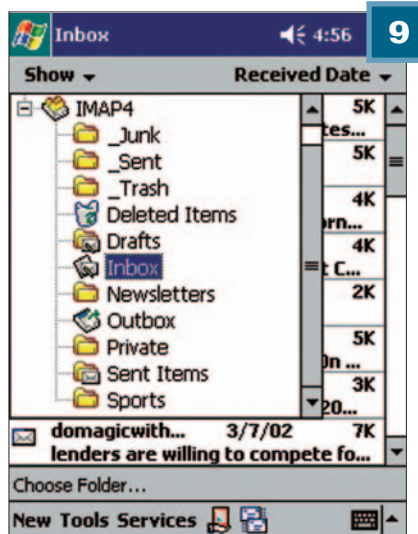 Inbox 4:56 9
Show Received Date
IMAP4 5K
_Junk tes...
_Sent 5K
_Trash
Deleted Items 4K
Drafts orn...
4K
Inbox t C...
Newsletters 2K
Outbox
Private 5K
On ...
Sent Items 3K
Sports 20...
domagicwith... 3/7/02 7K
lenders are willing to compete fo...
Choose Folder...
New Tools Services